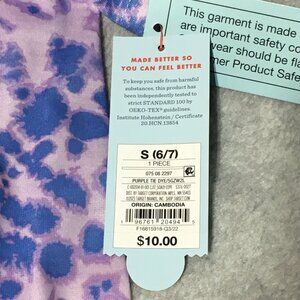 This garment is made
are important safety co
wear should be fla
mer Product Safe
MADE BETTER SO
YOU CAN FEEL BETTER
To keep you safe from harmful
substances, this product has
been independently tested to
strict STANDARD 100 by
OEKO-TEX® guidelines.
Institute Hohenstein / Certificate
20.HCN.13854
S (6/7)
1 PIECE
075 08 2297
PURPLE TIE DYE/SGZW2L
ORIGIN: CAMBODIA
$10.00